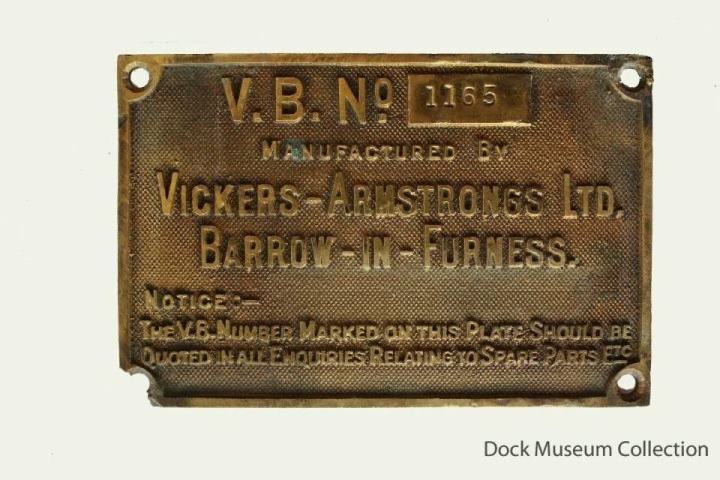 V.B. Nº 1165
MANUFACTURED BY
VICKERS-ARMSTRONGS LTD.
BARROW-IN-FURNESS.
NOTICE:-
THE V.B. NUMBER MARKED ON THIS PLATE SHOULD BE
QUOTED IN ALL ENQUIRIES RELATING TO SPARE PARTS ETC
Dock Museum Collection